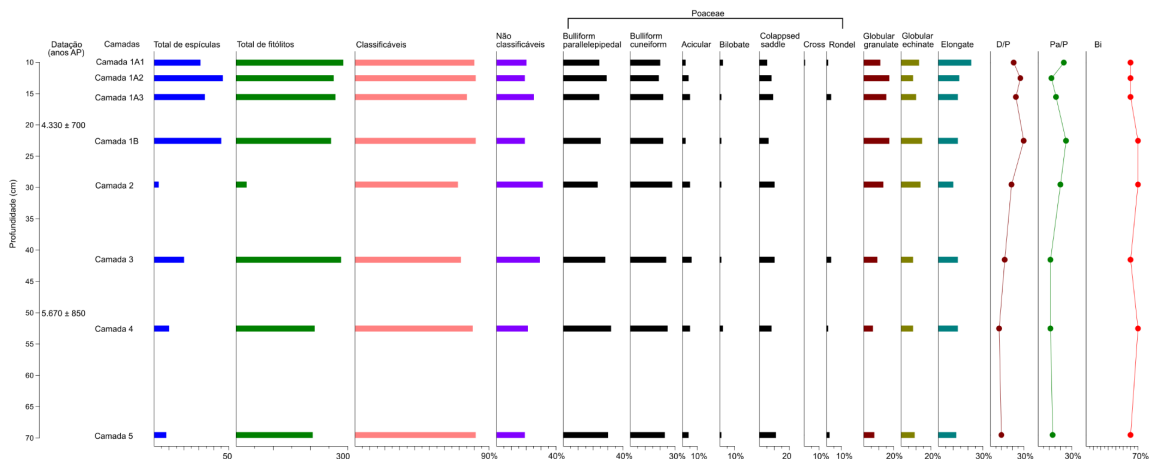 Poaceae
Datação
(anos AP)
Camadas
Total de espículas
Total de fitólitos
Classificáveis
Não
classificáveis
Bulliform
parallelepipedal
Bulliform
cuneiform
Acicular
Bilobate
Colappsed
saddle
Cross
Rondel
Globular
granulate
Globular
echinate
Elongate
D/P
Pa/P
Bi
Profundidade (cm)
10
15
20
25
30
35
40
45
50
55
60
65
70
4.330 ± 700
5.670 ± 850
Camada 1A1
Camada 1A2
Camada 1A3
Camada 1B
Camada 2
Camada 3
Camada 4
Camada 5
50
300
90%
40%
40%
30%
10%
10%
20
10%
10%
20%
20%
30%
30%
30%
70%